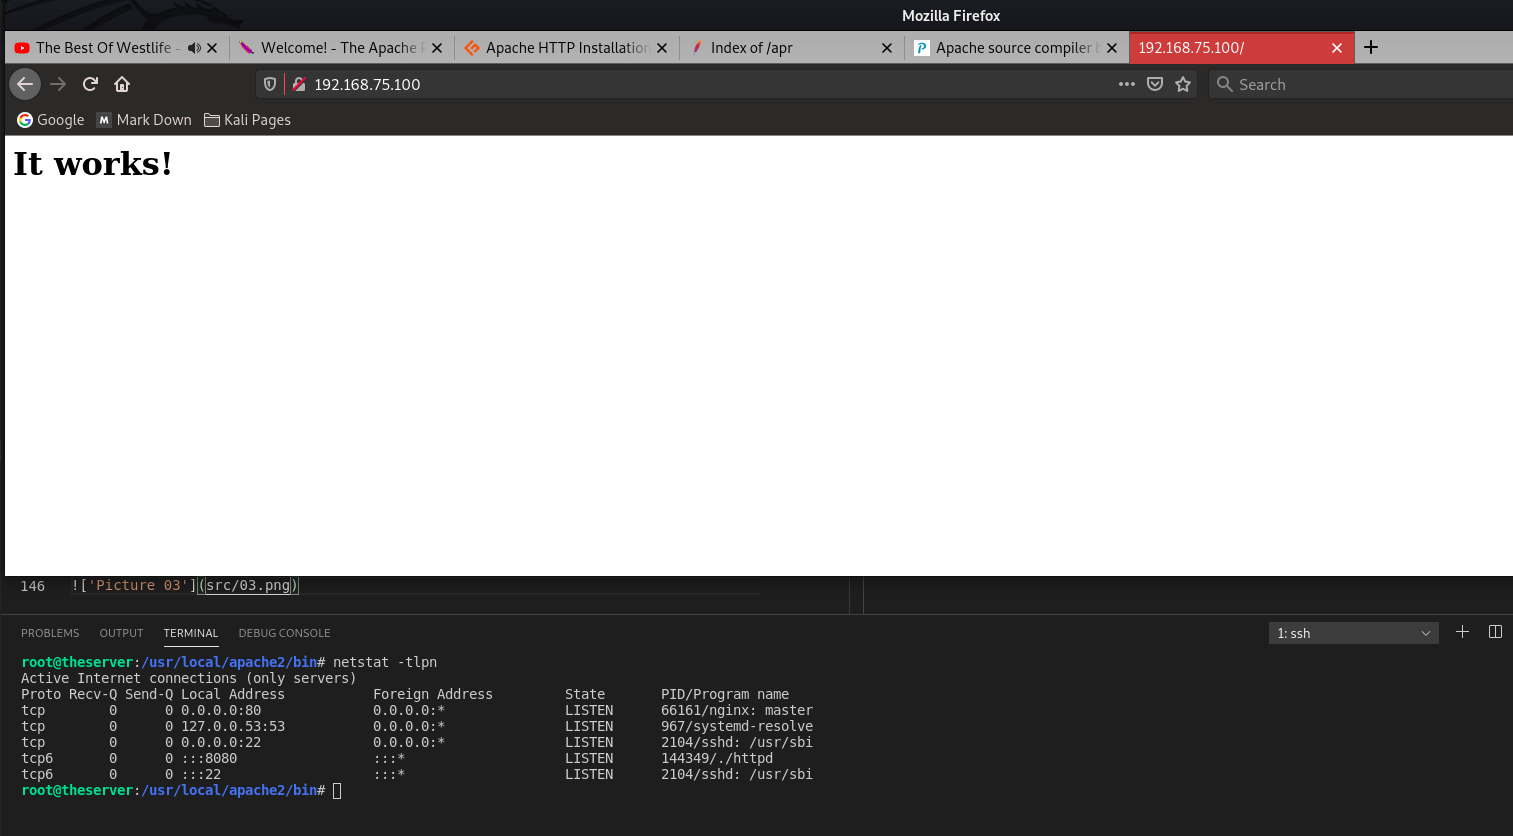 Mozilla Firefox
The Best Of Westlife - Welcome! - The Apache Apache HTTP Installation Index of /apr Apache source compiler 192.168.75.100/
192.168.75.100 Search
Google Mark Down Kali Pages
It works!
146 !['Picture 03'](src/03.png)
PROBLEMS OUTPUT TERMINAL DEBUG CONSOLE 1: ssh
root@theserver:/usr/local/apache2/bin# netstat -tlpn
Active Internet connections (only servers)
Proto Recv-Q Send-Q Local Address Foreign Address State PID/Program name
tcp 0 0 0.0.0.0:80 0.0.0.0:* LISTEN 66161/nginx: master
tcp 0 0 127.0.0.53:53 0.0.0.0:* LISTEN 967/systemd-resolve
tcp 0 0 0.0.0.0:22 0.0.0.0:* LISTEN 2104/sshd: /usr/sbi
tcp6 0 0 :::8080 :::* LISTEN 144349/./httpd
tcp6 0 0 :::22 :::* LISTEN 2104/sshd: /usr/sbi
root@theserver:/usr/local/apache2/bin#